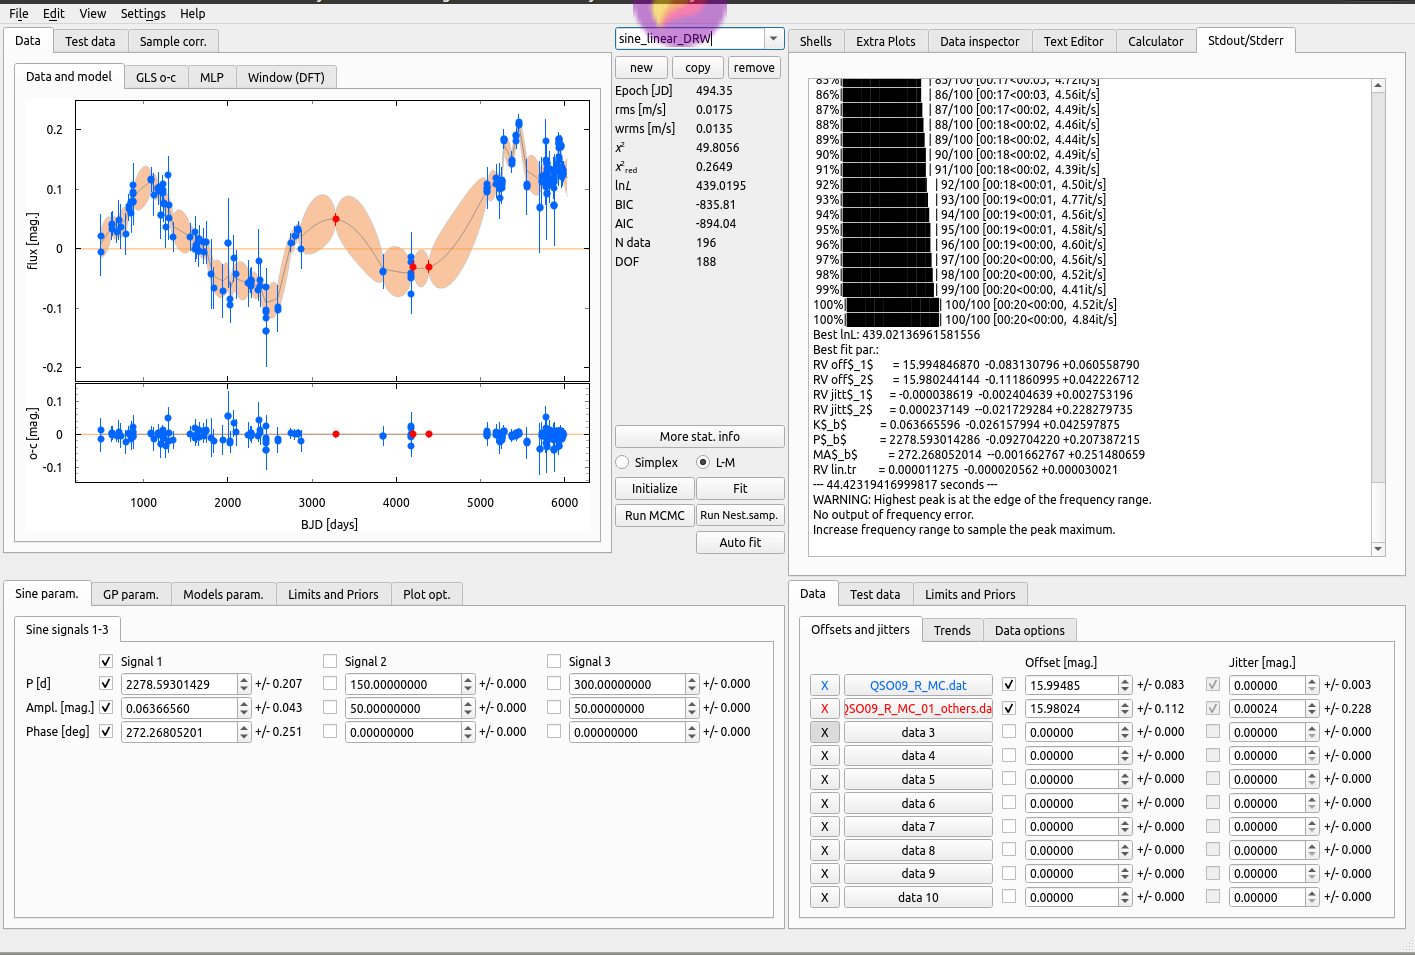 File Edit View Settings Help
Data Test data Sample corr.
Data and model GLS o-c MLP Window (DFT)
flux [mag.]
0.2
0.1
0
-0.1
-0.2
o-c [mag.]
0.1
0
-0.1
1000 2000 3000 4000 5000 6000
BJD [days]
sine_linear_DRW
new copy remove
Epoch [JD] 494.35
rms [m/s] 0.0175
wrms [m/s] 0.0135
χ² 49.8056
χ²red 0.2649
lnL 439.0195
BIC -835.81
AIC -894.04
N data 196
DOF 188
More stat. info
Simplex L-M
Initialize Fit
Run MCMC Run Nest.samp.
Auto fit
Shells Extra Plots Data inspector Text Editor Calculator Stdout/Stderr
85%| | 85/100 [00:17<00:03, 4.72it/s]
86%| | 86/100 [00:17<00:03, 4.56it/s]
87%| | 87/100 [00:17<00:02, 4.49it/s]
88%| | 88/100 [00:18<00:02, 4.46it/s]
89%| | 89/100 [00:18<00:02, 4.44it/s]
90%| | 90/100 [00:18<00:02, 4.49it/s]
91%| | 91/100 [00:18<00:02, 4.39it/s]
92%| | 92/100 [00:18<00:01, 4.50it/s]
93%| | 93/100 [00:19<00:01, 4.77it/s]
94%| | 94/100 [00:19<00:01, 4.56it/s]
95%| | 95/100 [00:19<00:01, 4.58it/s]
96%| | 96/100 [00:19<00:00, 4.60it/s]
97%| | 97/100 [00:20<00:00, 4.56it/s]
98%| | 98/100 [00:20<00:00, 4.52it/s]
99%| | 99/100 [00:20<00:00, 4.41it/s]
100%| | 100/100 [00:20<00:00, 4.52it/s]
100%| | 100/100 [00:20<00:00, 4.84it/s]
Best lnL: 439.02136961581556
Best fit par.:
RV off$_1$ = 15.994846870 -0.083130796 +0.060558790
RV off$_2$ = 15.980244144 -0.111860995 +0.042226712
RV jitt$_1$ = -0.000038619 -0.002404639 +0.002753196
RV jitt$_2$ = 0.000237149 --0.021729284 +0.228279735
K$_b$ = 0.063665596 -0.026157994 +0.042597875
P$_b$ = 2278.593014286 -0.092704220 +0.207387215
MA$_b$ = 272.268052014 --0.001662767 +0.251480659
RV lin.tr = 0.000011275 -0.000020562 +0.000030021
--- 44.42319416999817 seconds ---
WARNING: Highest peak is at the edge of the frequency range.
No output of frequency error.
Increase frequency range to sample the peak maximum.
Sine param. GP param. Models param. Limits and Priors Plot opt.
Sine signals 1-3
Signal 1 Signal 2 Signal 3
P [d] 2278.59301429 +/- 0.207 150.00000000 +/- 0.000 300.00000000 +/- 0.000
Ampl. [mag.] 0.06366560 +/- 0.043 50.00000000 +/- 0.000 50.00000000 +/- 0.000
Phase [deg] 272.26805201 +/- 0.251 0.00000000 +/- 0.000 0.00000000 +/- 0.000
Data Test data Limits and Priors
Offsets and jitters Trends Data options
Offset [mag.] Jitter [mag.]
X QSO09_R_MC.dat 15.99485 +/- 0.083 0.00000 +/- 0.003
X QSO09_R_MC_01_others.da 15.98024 +/- 0.112 0.00024 +/- 0.228
X data 3 0.00000 +/- 0.000 0.00000 +/- 0.000
X data 4 0.00000 +/- 0.000 0.00000 +/- 0.000
X data 5 0.00000 +/- 0.000 0.00000 +/- 0.000
X data 6 0.00000 +/- 0.000 0.00000 +/- 0.000
X data 7 0.00000 +/- 0.000 0.00000 +/- 0.000
X data 8 0.00000 +/- 0.000 0.00000 +/- 0.000
X data 9 0.00000 +/- 0.000 0.00000 +/- 0.000
X data 10 0.00000 +/- 0.000 0.00000 +/- 0.000